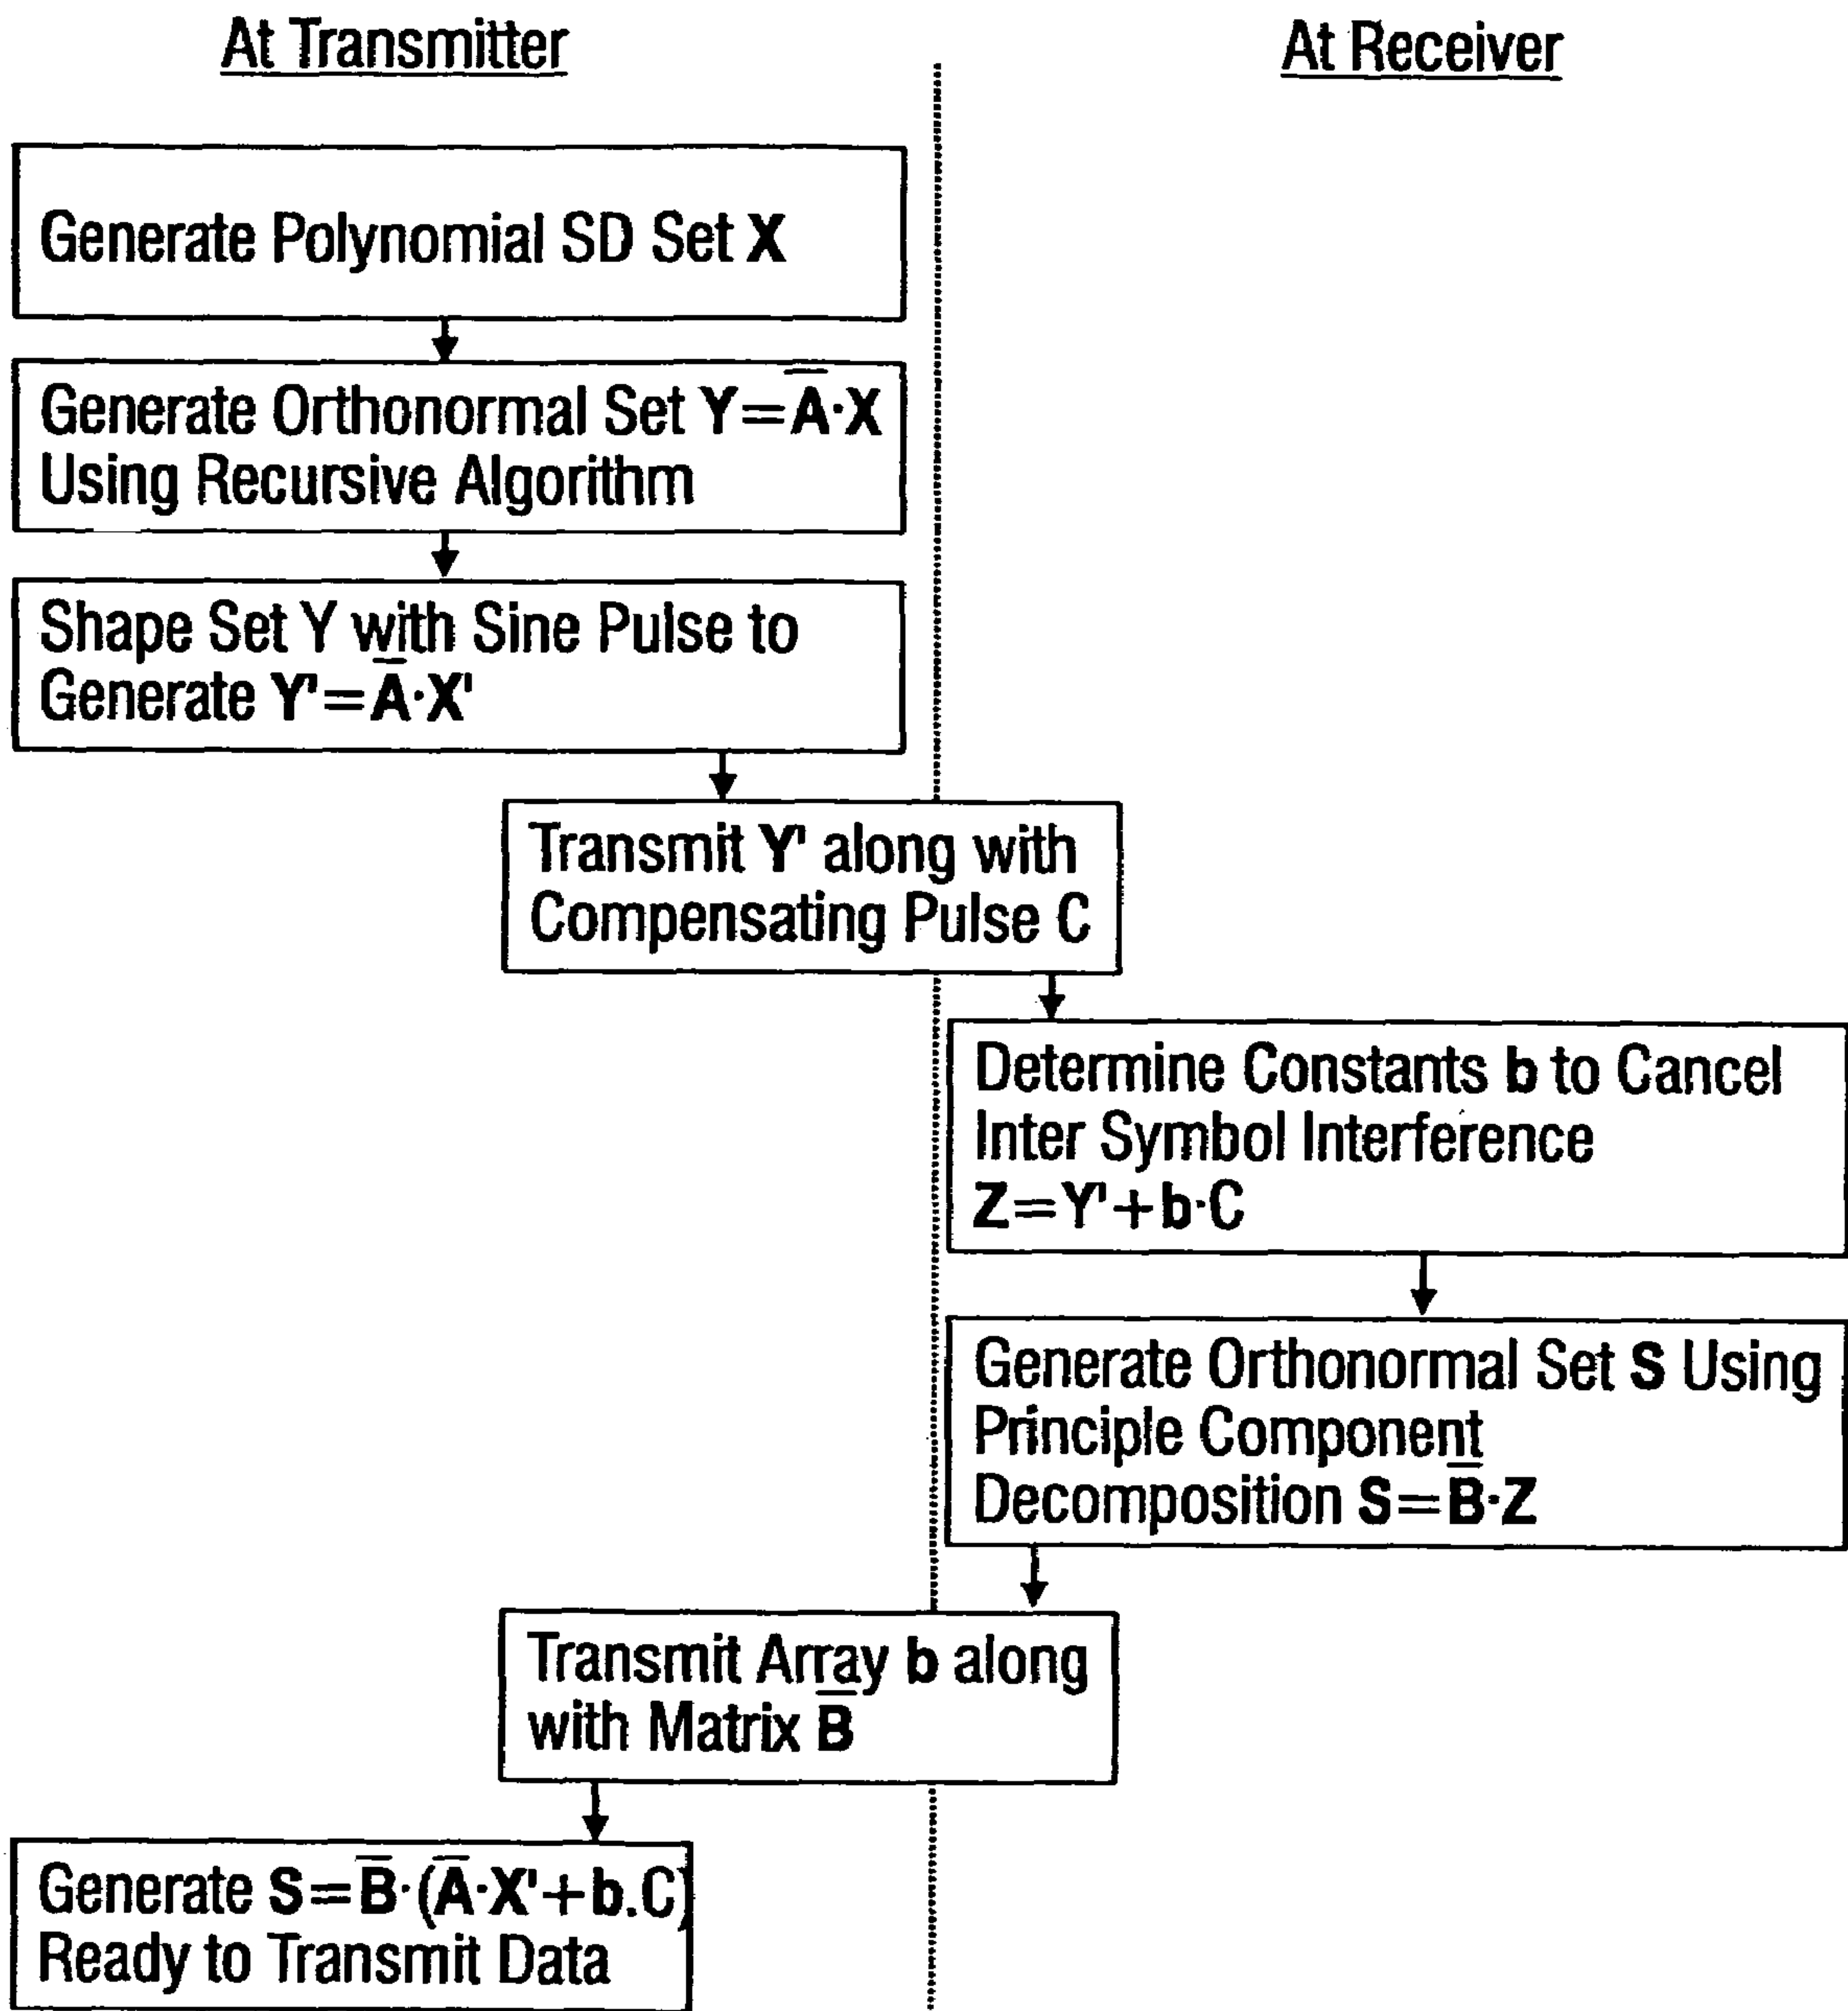 At Transmitter
At Receiver
Generate Polynomial SD Set X
Generate Orthonormal Set Y=A̅·X
Using Recursive Algorithm
Shape Set Y with Sine Pulse to
Generate Y'=A̅·X'
Transmit Y' along with
Compensating Pulse C
Determine Constants b to Cancel
Inter Symbol Interference
Z=Y'+b·C
Generate Orthonormal Set S Using
Principle Component
Decomposition S=B̅·Z
Transmit Array b along
with Matrix B̅
Generate S=B̅·(A̅·X'+b.C)
Ready to Transmit Data